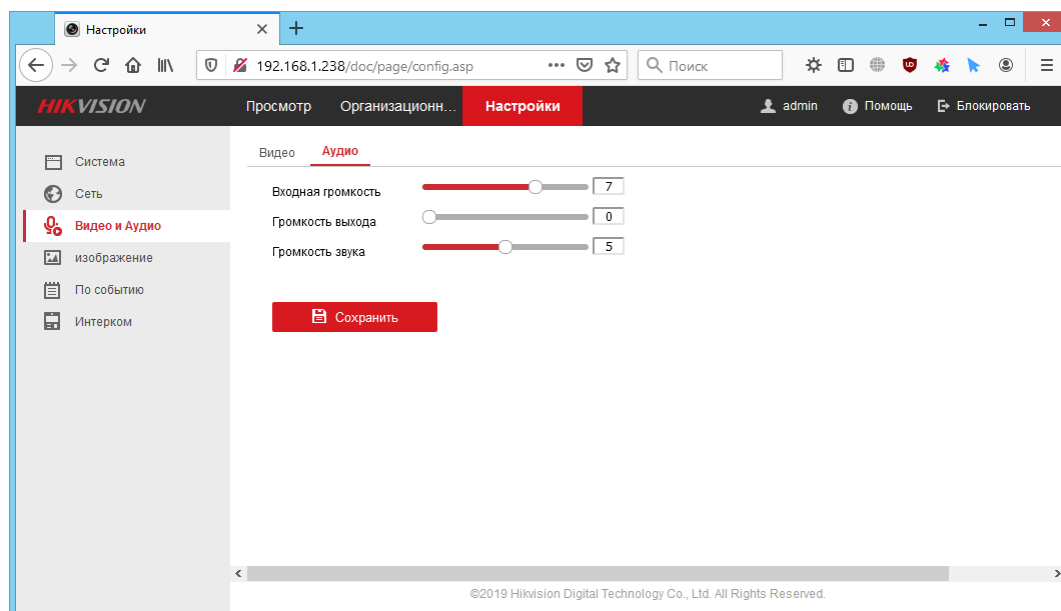 Настройки
192.168.1.238/doc/page/config.asp
Поиск
HIKVISION
Просмотр Организационн... Настройки
admin Помощь Блокировать
Система
Сеть
Видео и Аудио
изображение
По событию
Интерком
Видео Аудио
Входная громкость 7
Громкость выхода 0
Громкость звука 5
Сохранить
©2019 Hikvision Digital Technology Co., Ltd. All Rights Reserved.